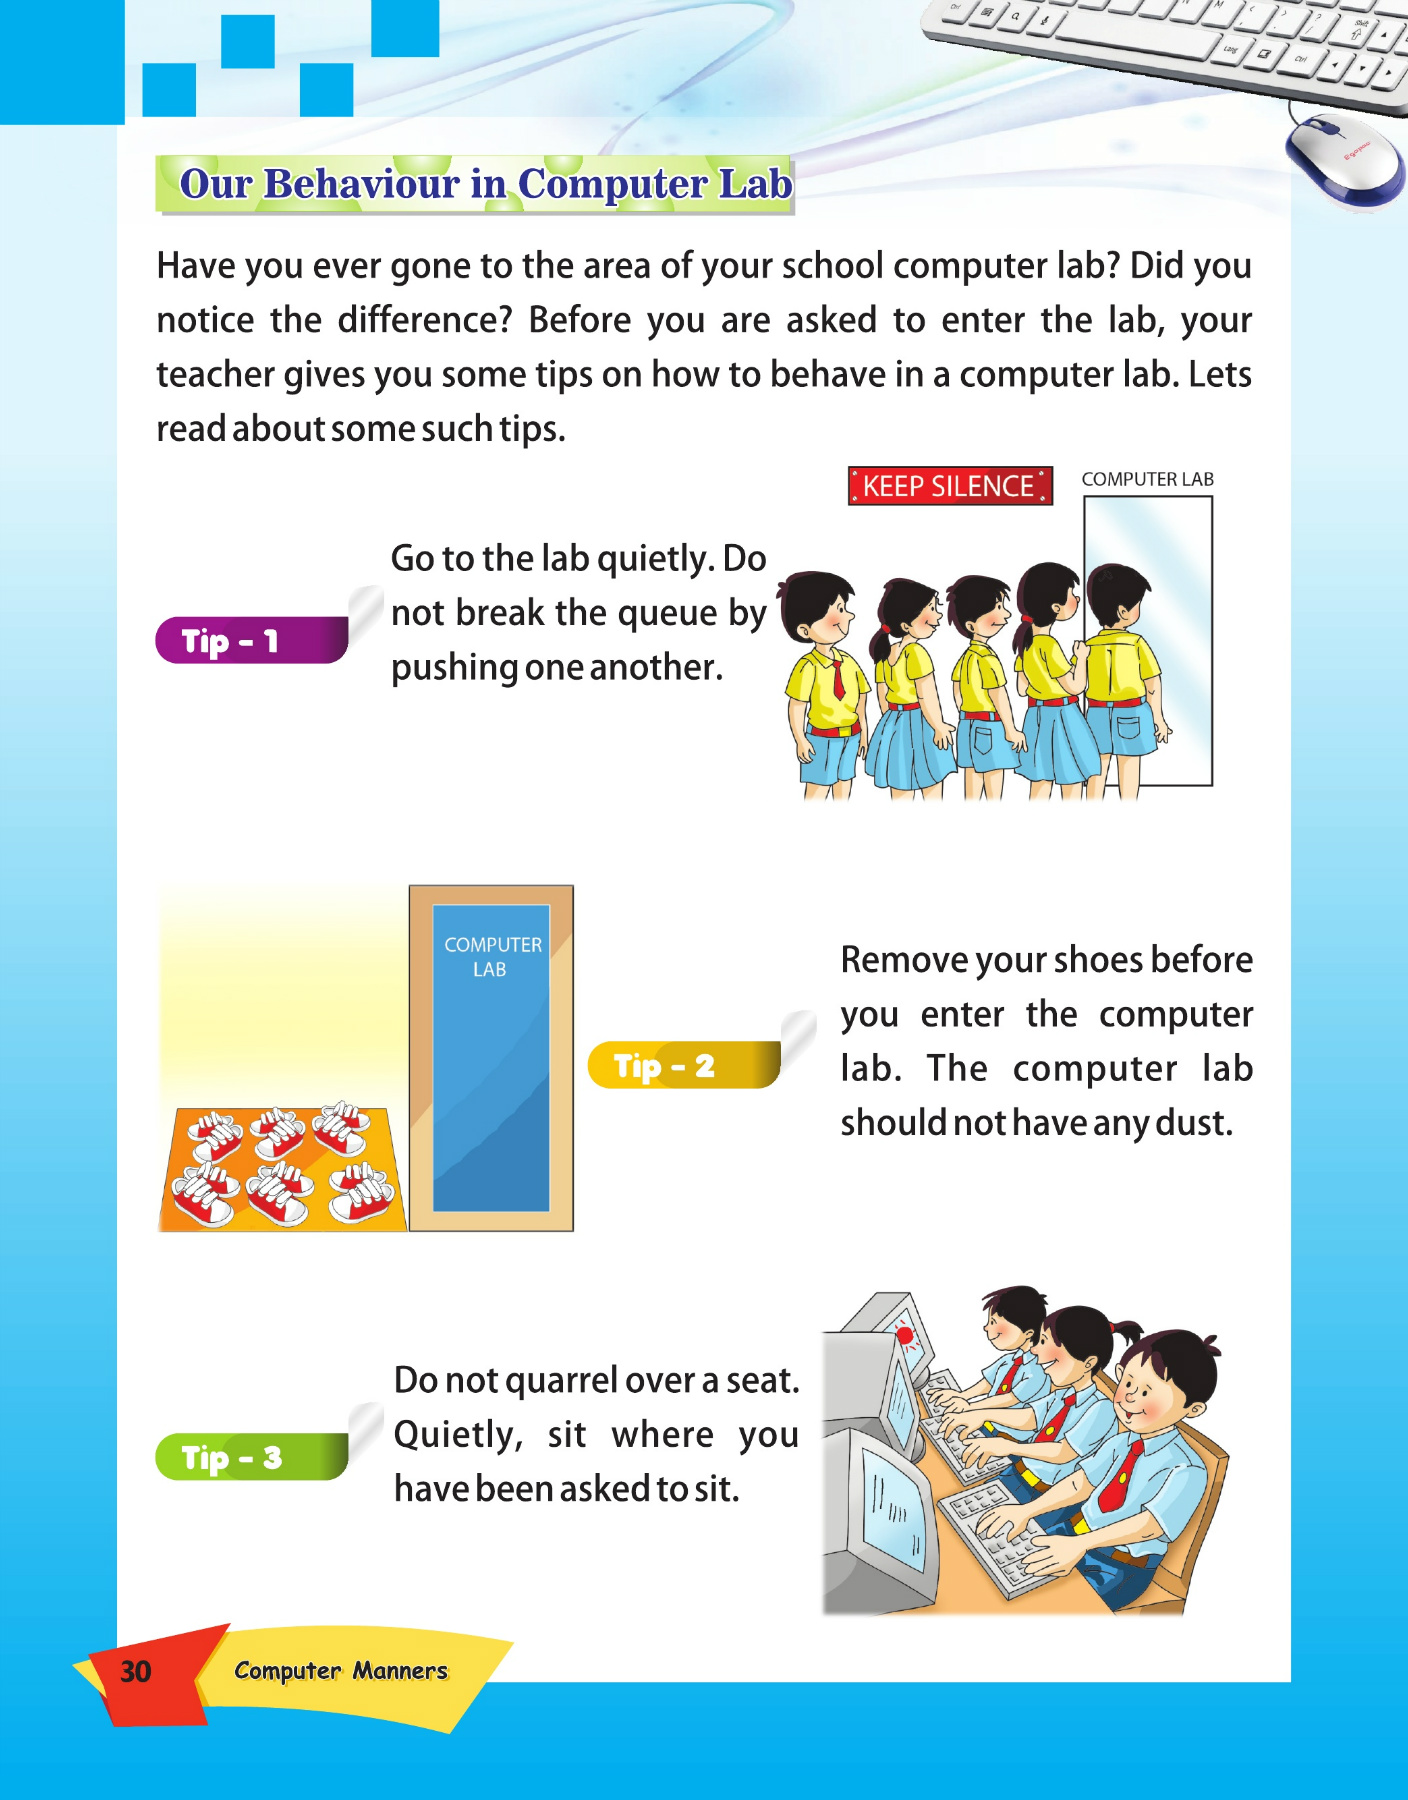 Our Behaviour in Computer Lab
Have you ever gone to the area of your school computer lab? Did you
notice the difference? Before you are asked to enter the lab, your
teacher gives you some tips on how to behave in a computer lab. Lets
read about some such tips.
KEEP SILENCE
COMPUTER LAB
Tip - 1
Go to the lab quietly. Do
not break the queue by
pushing one another.
COMPUTER
LAB
Tip - 2
Remove your shoes before
you enter the computer
lab. The computer lab
should not have any dust.
Tip - 3
Do not quarrel over a seat.
Quietly, sit where you
have been asked to sit.
30
Computer Manners